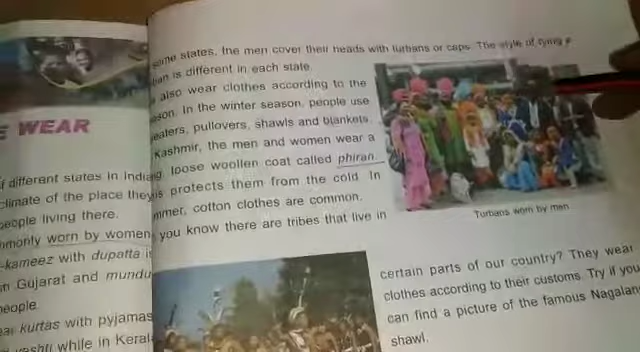 E WEAR
different states in India
climate of the place they
people living there.
worn by women
-kameez with dupatta
Gujarat and mundu
people.
kurtas with pyjamas
while in
some states, the men cover their heads with turbans or caps. The style of tying
is different in each state.
also wear clothes according to the
In the winter season, people use
pullovers, shawls and blankets.
Kashmir, the men and women wear a
loose woollen coat called phiran.
protects them from the cold. In
cotton clothes are common.
you know there are tribes that live in
Turbans worn by men
certain parts of our country? They wear
clothes according to their customs. Try if you
can find a picture of the famous Nagaland
shawl.